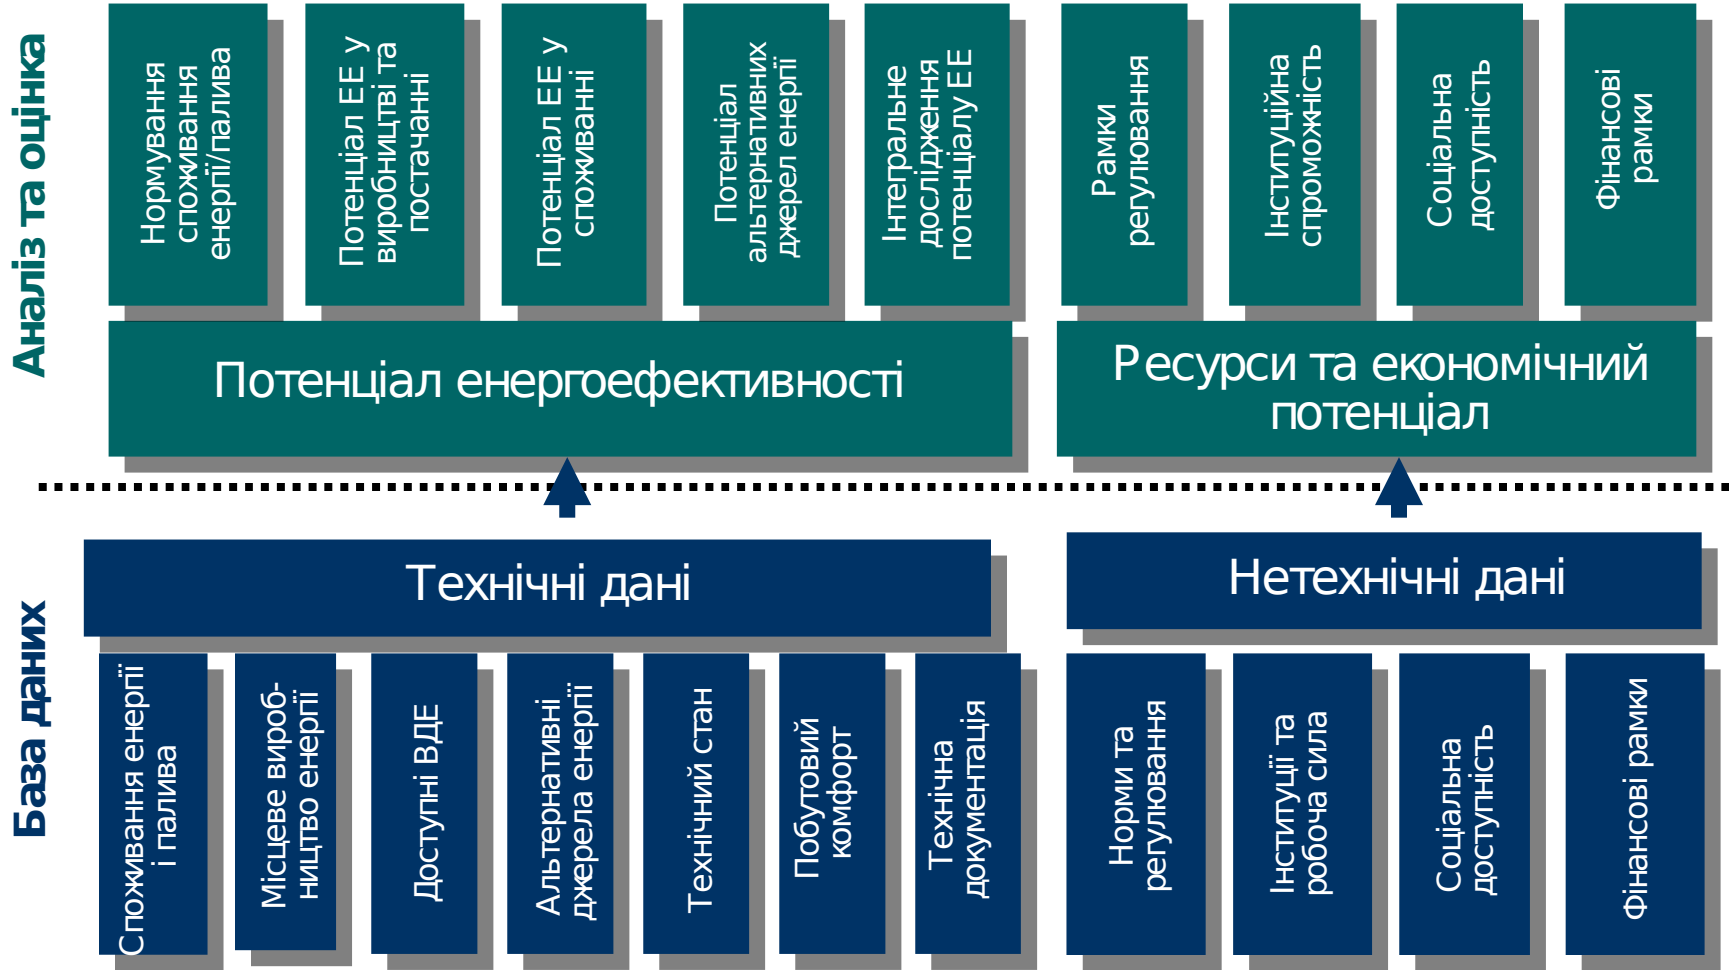 Аналіз та оцінка
Нормування
споживання
енергії/палива
Потенціал ЕЕ у
виробництві та
постачанні
Потенціал ЕЕ у
споживанні
Потенціал
альтернативних
джерел енергії
Інтегральне
дослідження
потенціалу ЕЕ
Рамки
регулювання
Інституційна
спроможність
Соціальна
доступність
Фінансові
рамки
Потенціал енергоефективності
Ресурси та економічний
потенціал
База даних
Технічні дані
Нетехнічні дані
Споживання енергії
і палива
Місцеве вироб-
ництво енергії
Доступні ВДЕ
Альтернативні
джерела енергії
Технічний стан
Побутовий
комфорт
Технічна
документація
Норми та
регулювання
Інституції та
робоча сила
Соціальна
доступність
Фінансові рамки